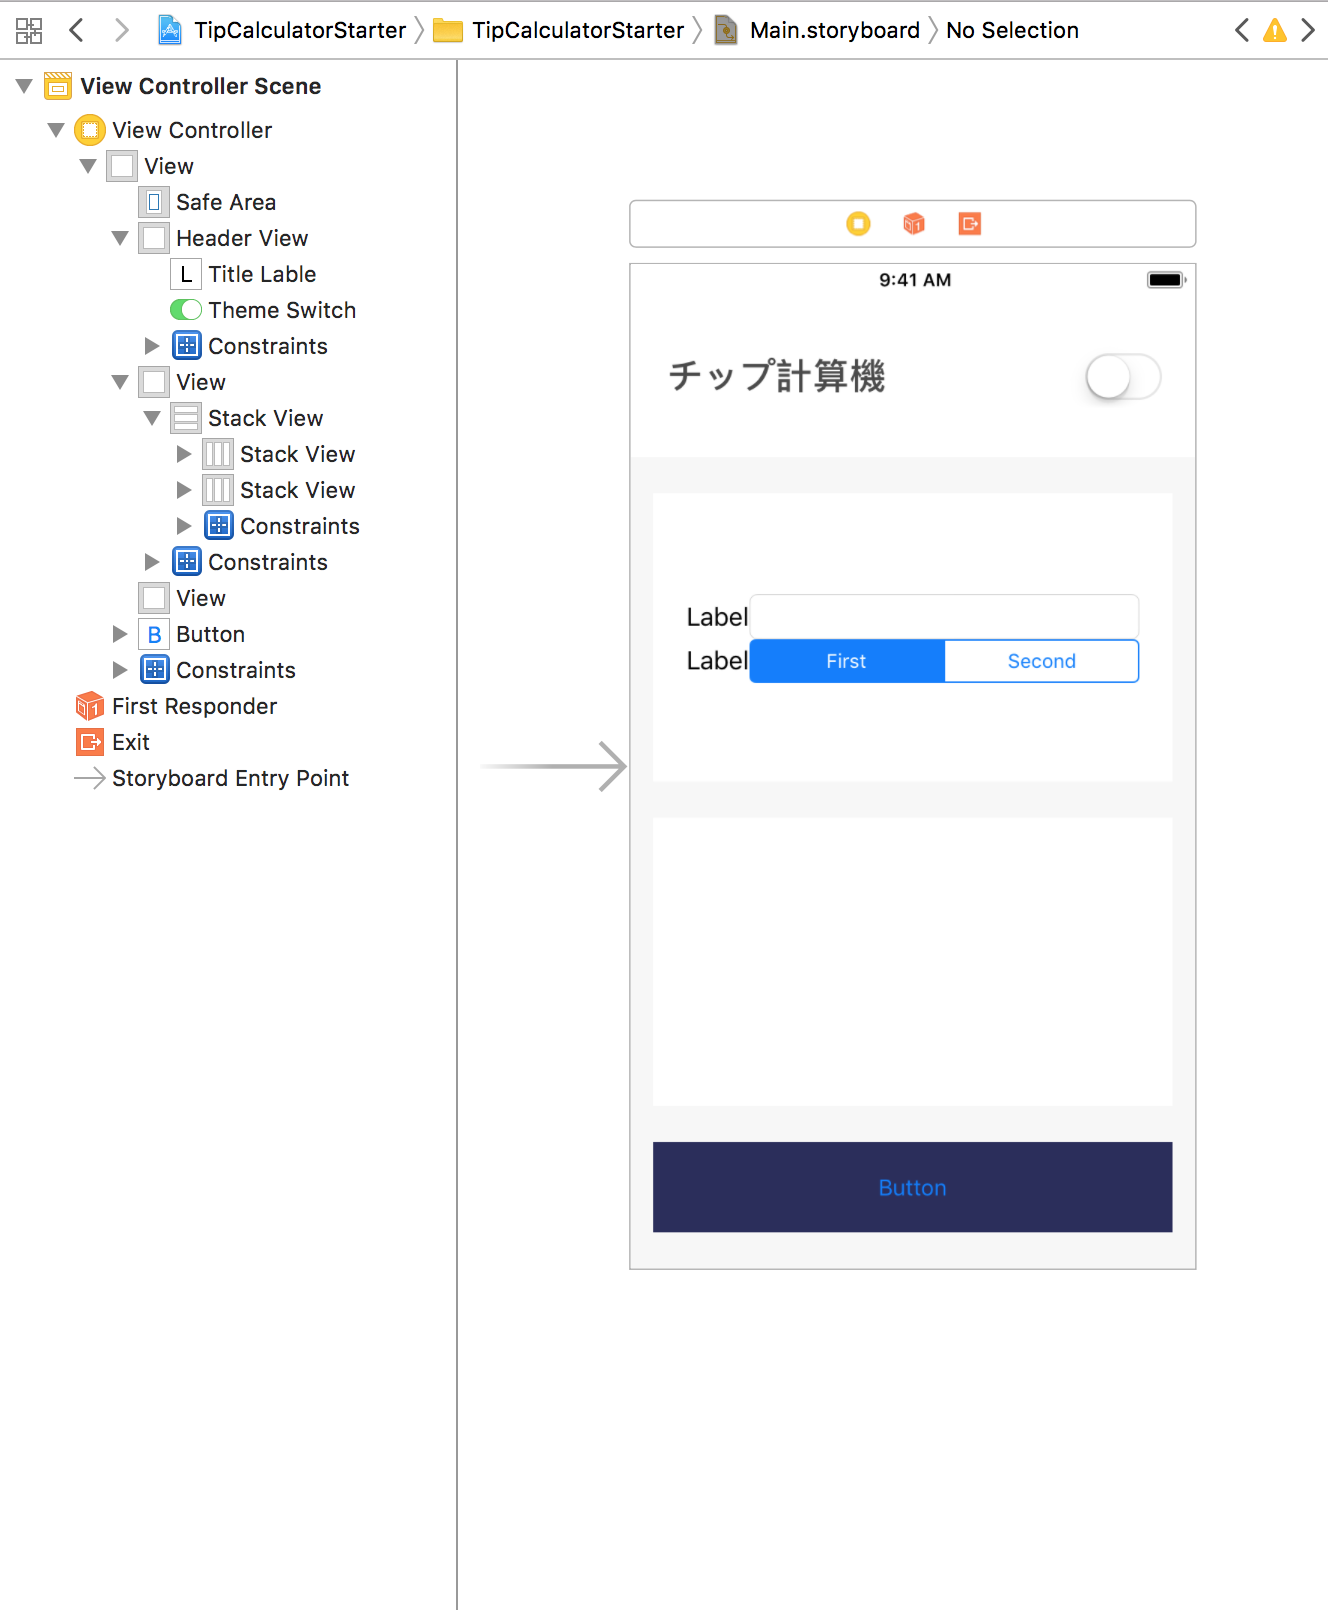 TipCalculatorStarter TipCalculatorStarter Main.storyboard No Selection
View Controller Scene
View Controller
View
Safe Area
Header View
L Title Lable
Theme Switch
Constraints
View
Stack View
Stack View
Stack View
Constraints
Constraints
View
B Button
Constraints
First Responder
Exit
Storyboard Entry Point
9:41 AM
チップ計算機
Label
Label First Second
Button